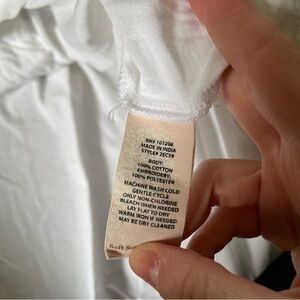 RN# 101206
MADE IN INDIA
STYLE# 2EC39
BODY:
100% COTTON
EMBROIDERY:
100% POLYESTER
MACHINE WASH COLD
GENTLE CYCLE
ONLY NON-CHLORINE
BLEACH WHEN NEEDED
LAY FLAT TO DRY
WARM IRON IF NEEDED
MAY BE DRY CLEANED
Soft